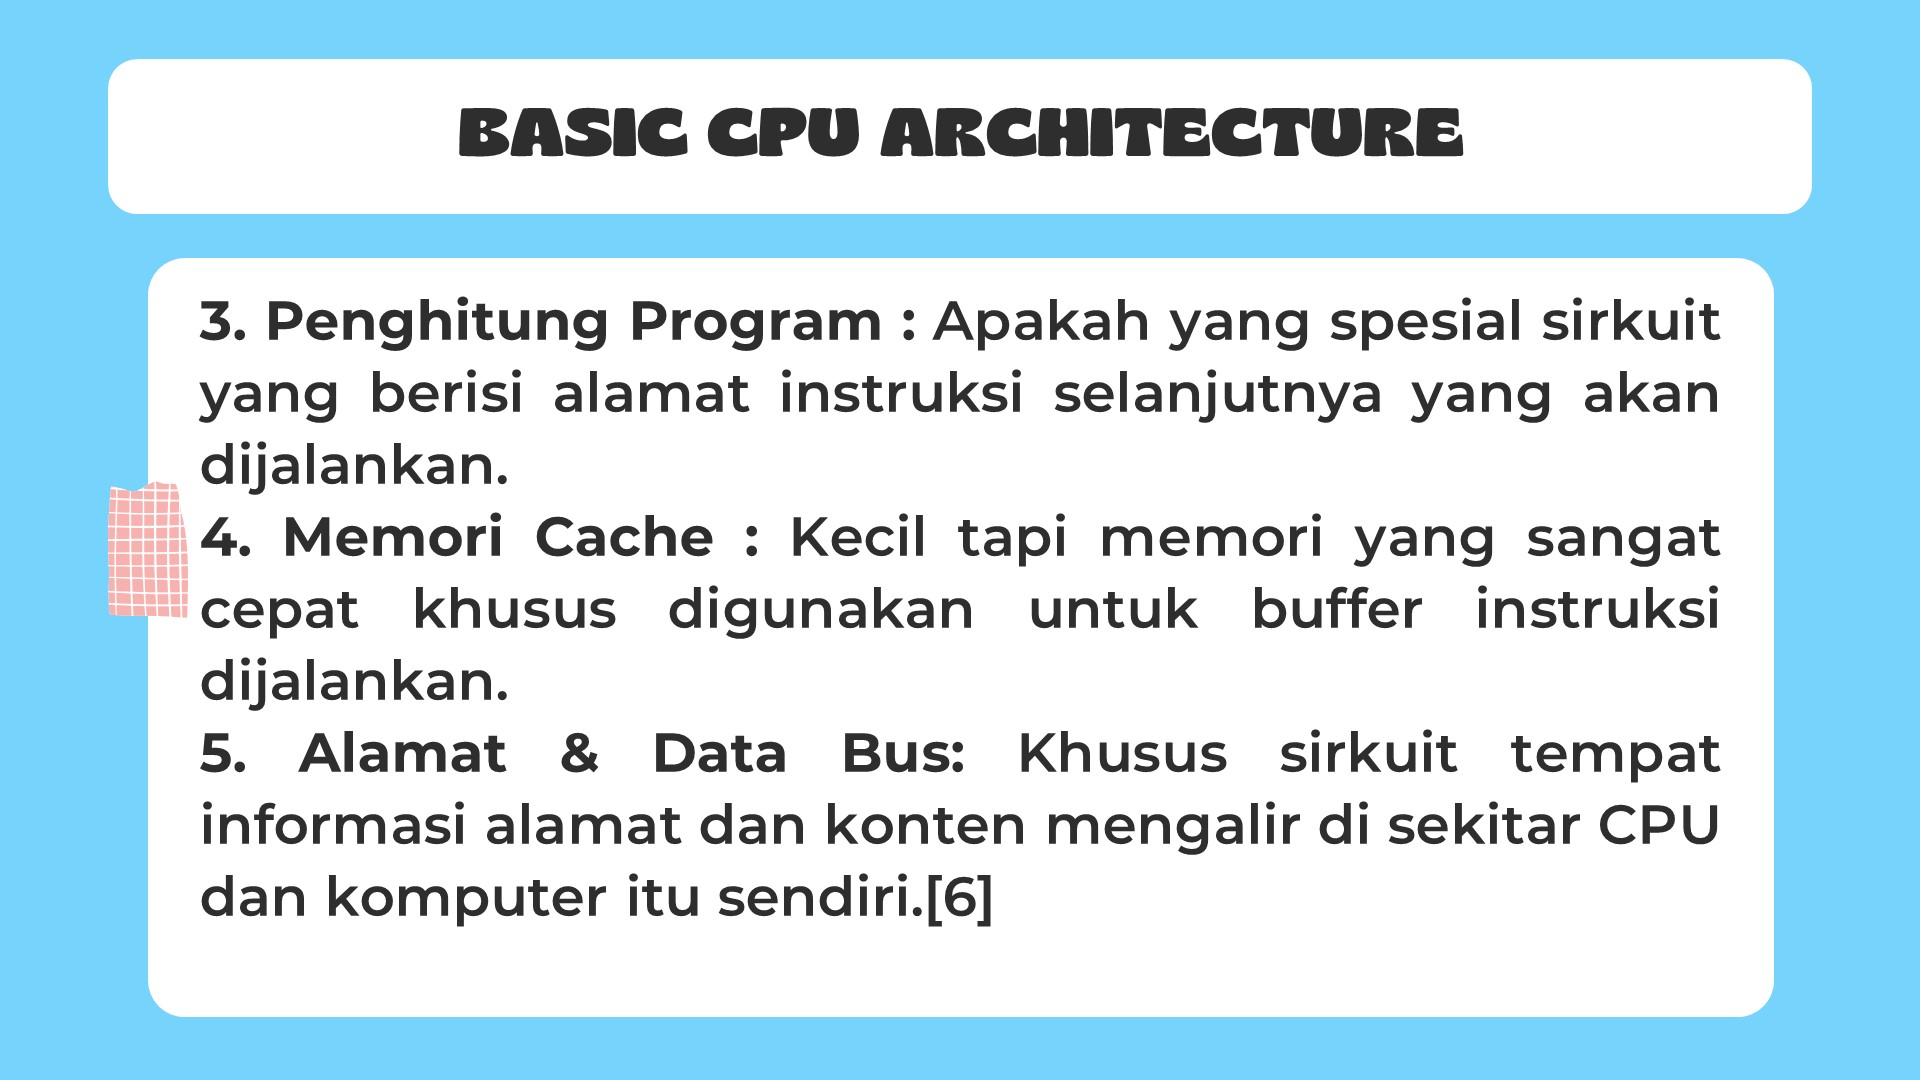 BASIC CPU ARCHITECTURE
3. Penghitung Program : Apakah yang spesial sirkuit
yang berisi alamat instruksi selanjutnya yang akan
dijalankan.
4. Memori Cache : Kecil tapi memori yang sangat
cepat khusus digunakan untuk buffer instruksi
dijalankan.
5. Alamat & Data Bus: Khusus sirkuit tempat
informasi alamat dan konten mengalir di sekitar CPU
dan komputer itu sendiri.[6]